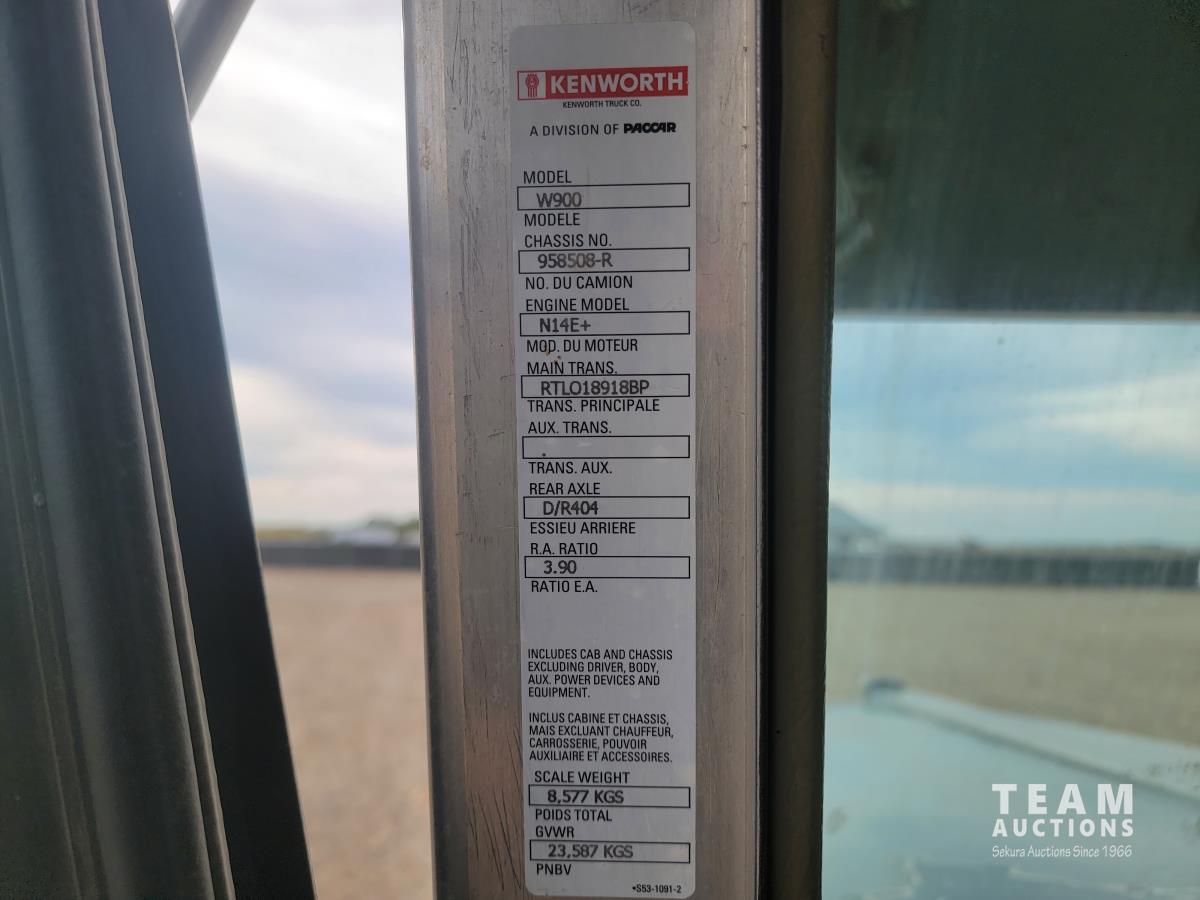 KENWORTH
KENWORTH TRUCK CO.
A DIVISION OF PACCAR
MODEL
W900
MODELE
CHASSIS NO.
958508-R
NO. DU CAMION
ENGINE MODEL
N14E+
MOD. DU MOTEUR
MAIN TRANS.
RTLO18918BP
TRANS. PRINCIPALE
AUX. TRANS.
.
TRANS. AUX.
REAR AXLE
D/R404
ESSIEU ARRIERE
R.A. RATIO
3.90
RATIO E.A.
INCLUDES CAB AND CHASSIS
EXCLUDING DRIVER, BODY,
AUX. POWER DEVICES AND
EQUIPMENT.
INCLUS CABINE ET CHASSIS,
MAIS EXCLUANT CHAUFFEUR,
CARROSSERIE, POUVOIR
AUXILIAIRE ET ACCESSOIRES.
SCALE WEIGHT
8,577 KGS
POIDS TOTAL
GVWR
23,587 KGS
PNBV
*S53-1091-2
TEAM
AUCTIONS
Sekura Auctions Since 1966